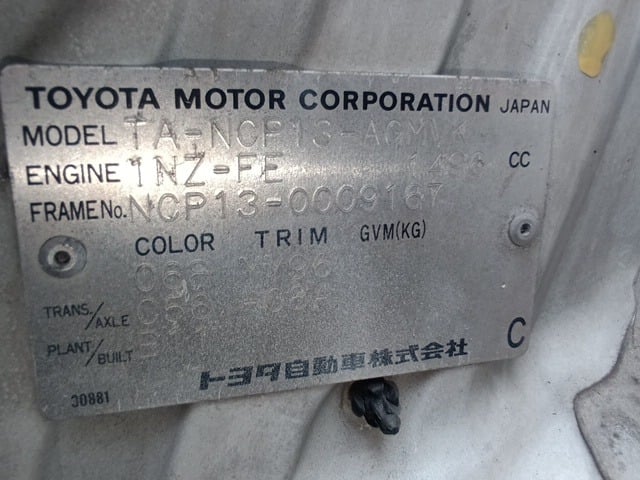 TOYOTA MOTOR CORPORATION JAPAN
MODEL TA-NCP13-AGMVK
ENGINE 1NZ-FE 1496 CC
FRAME No. NCP13-0009167
COLOR TRIM GVM(KG)
TRANS./AXLE
PLANT/BUILT
C
トヨタ自動車株式会社
30881